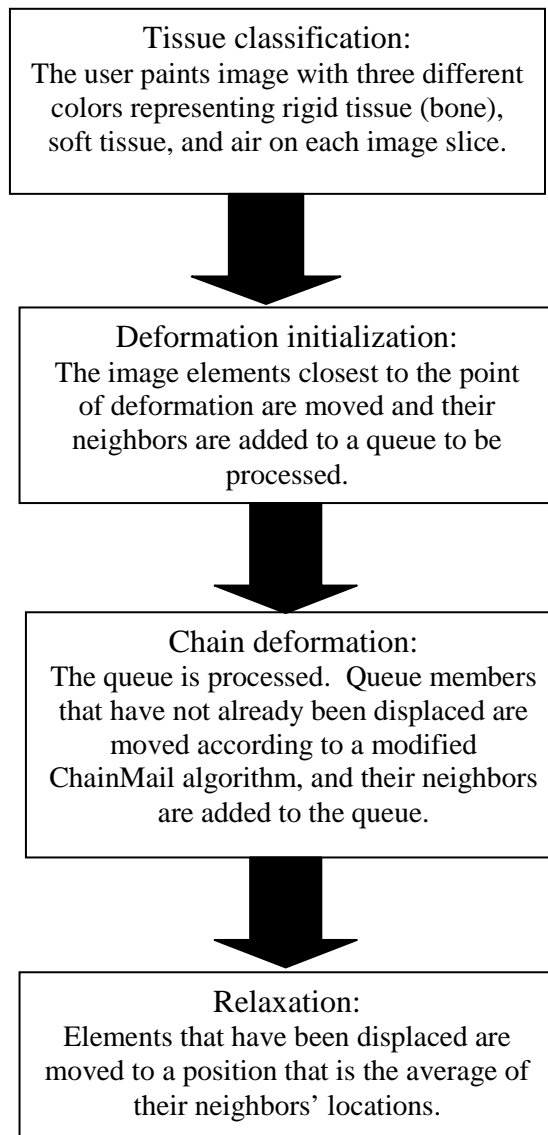 Tissue classification:
The user paints image with three different
colors representing rigid tissue (bone),
soft tissue, and air on each image slice.
Deformation initialization:
The image elements closest to the point
of deformation are moved and their
neighbors are added to a queue to be
processed.
Chain deformation:
The queue is processed.  Queue members
that have not already been displaced are
moved according to a modified
ChainMail algorithm, and their neighbors
are added to the queue.
Relaxation:
Elements that have been displaced are
moved to a position that is the average of
their neighbors’ locations.